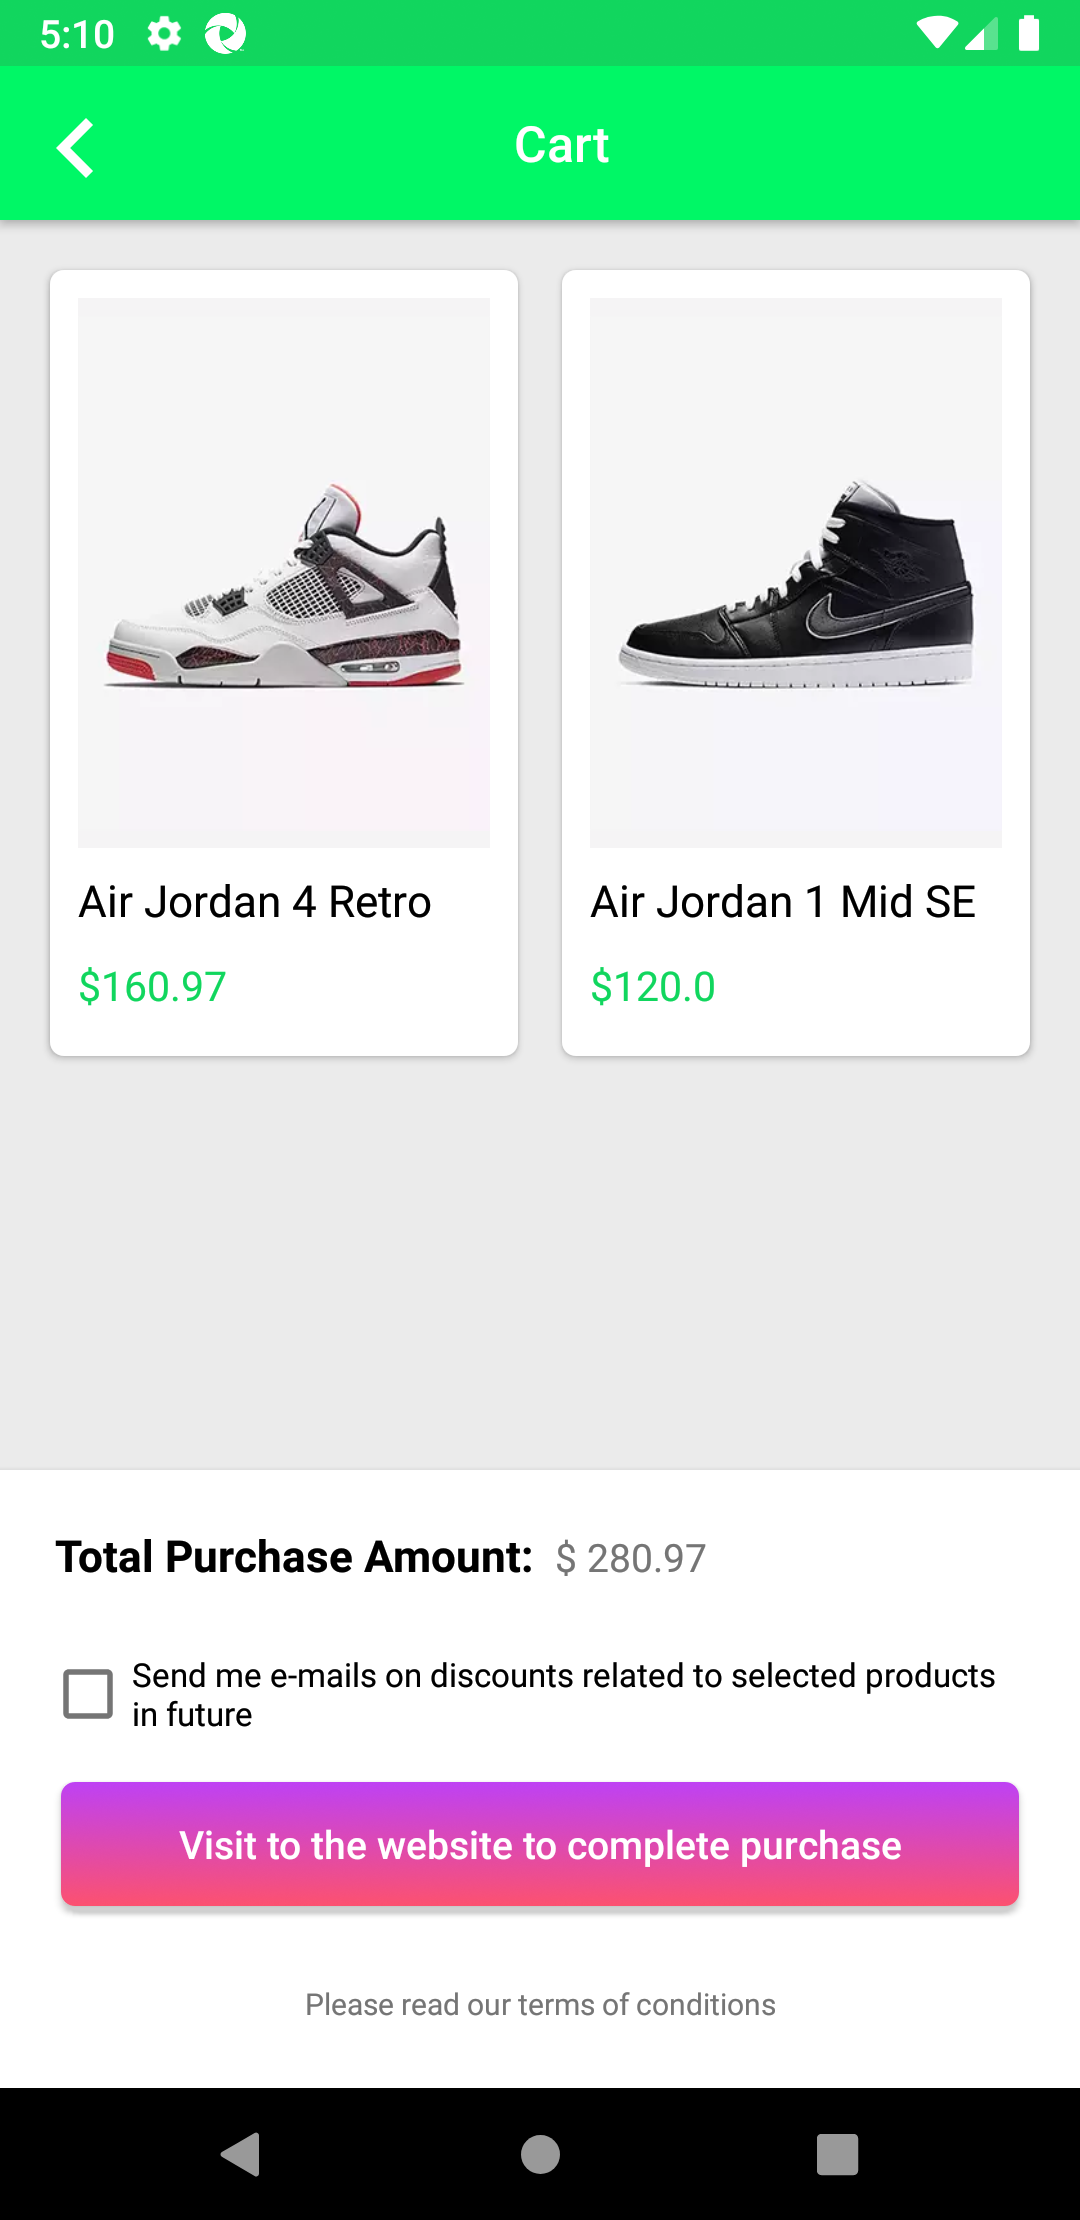 5:10
Cart
Air Jordan 4 Retro
$160.97
Air Jordan 1 Mid SE
$120.0
Total Purchase Amount: $ 280.97
Send me e-mails on discounts related to selected products
in future
Visit to the website to complete purchase
Please read our terms of conditions